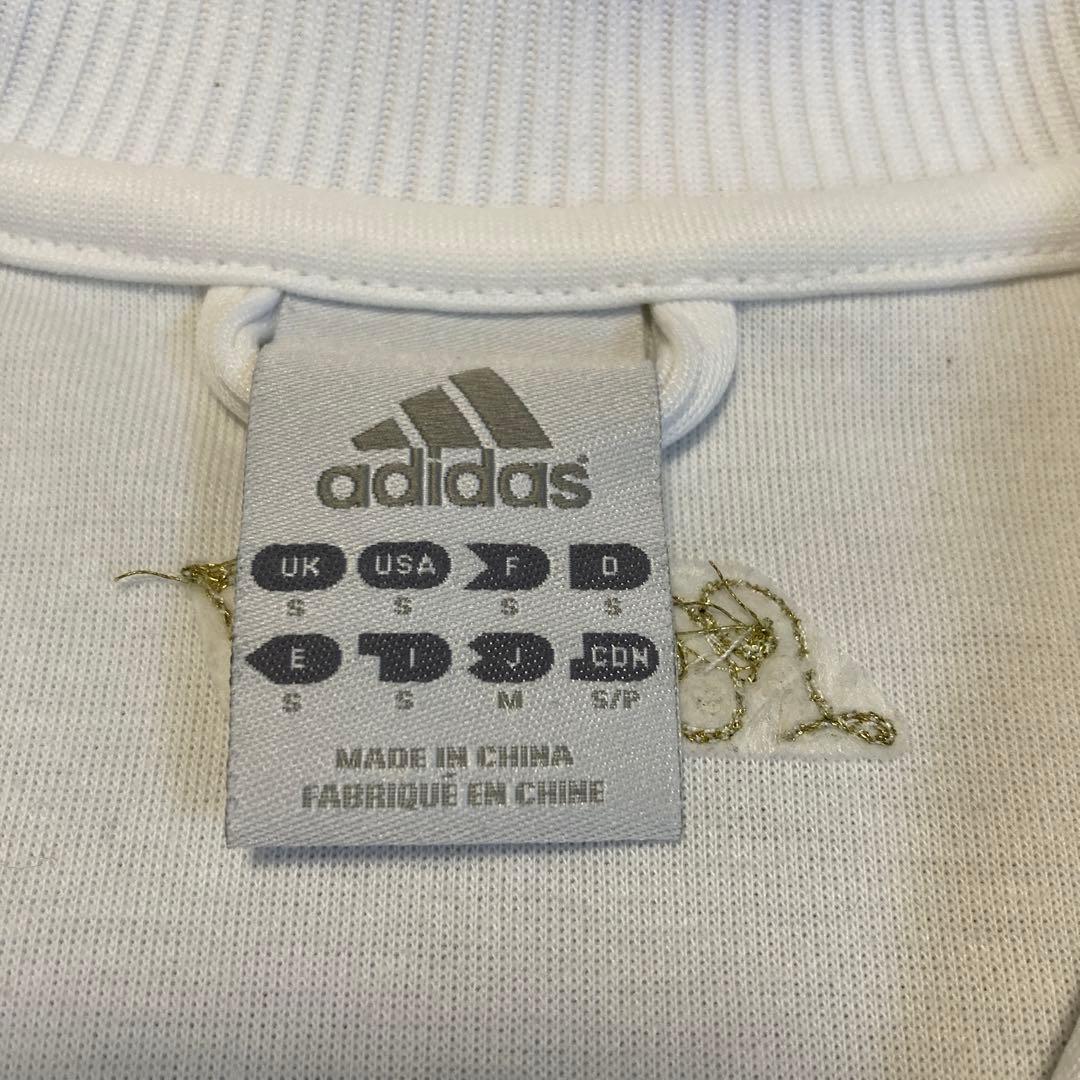 adidas
UK USA F D
S S S S
E I J CDN
S S M S/P
MADE IN CHINA
FABRIQUÉ EN CHINE